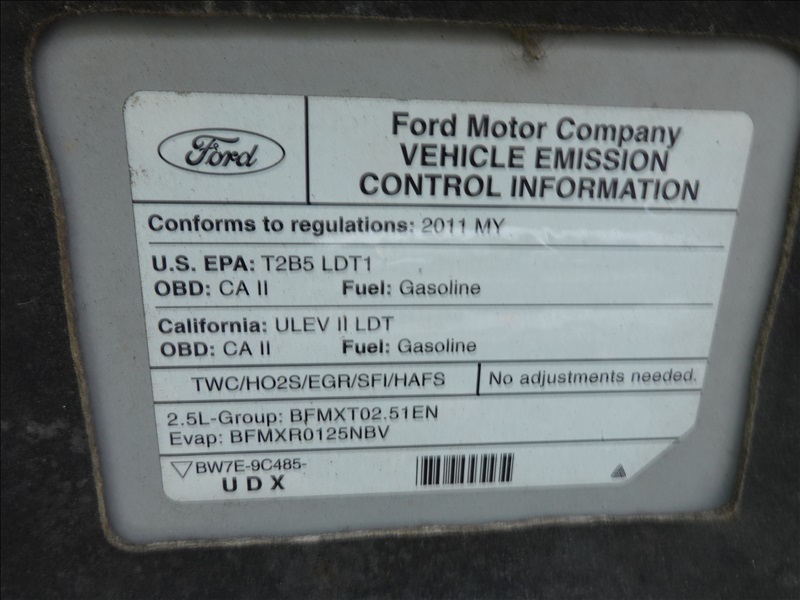 Ford
Ford Motor Company
VEHICLE EMISSION
CONTROL INFORMATION
Conforms to regulations: 2011 MY
U.S. EPA: T2B5 LDT1
OBD: CA II Fuel: Gasoline
California: ULEV II LDT
OBD: CA II Fuel: Gasoline
TWC/HO2S/EGR/SFI/HAFS No adjustments needed.
2.5L-Group: BFMXT02.51EN
Evap: BFMXR0125NBV
BW7E-9C485-
UDX